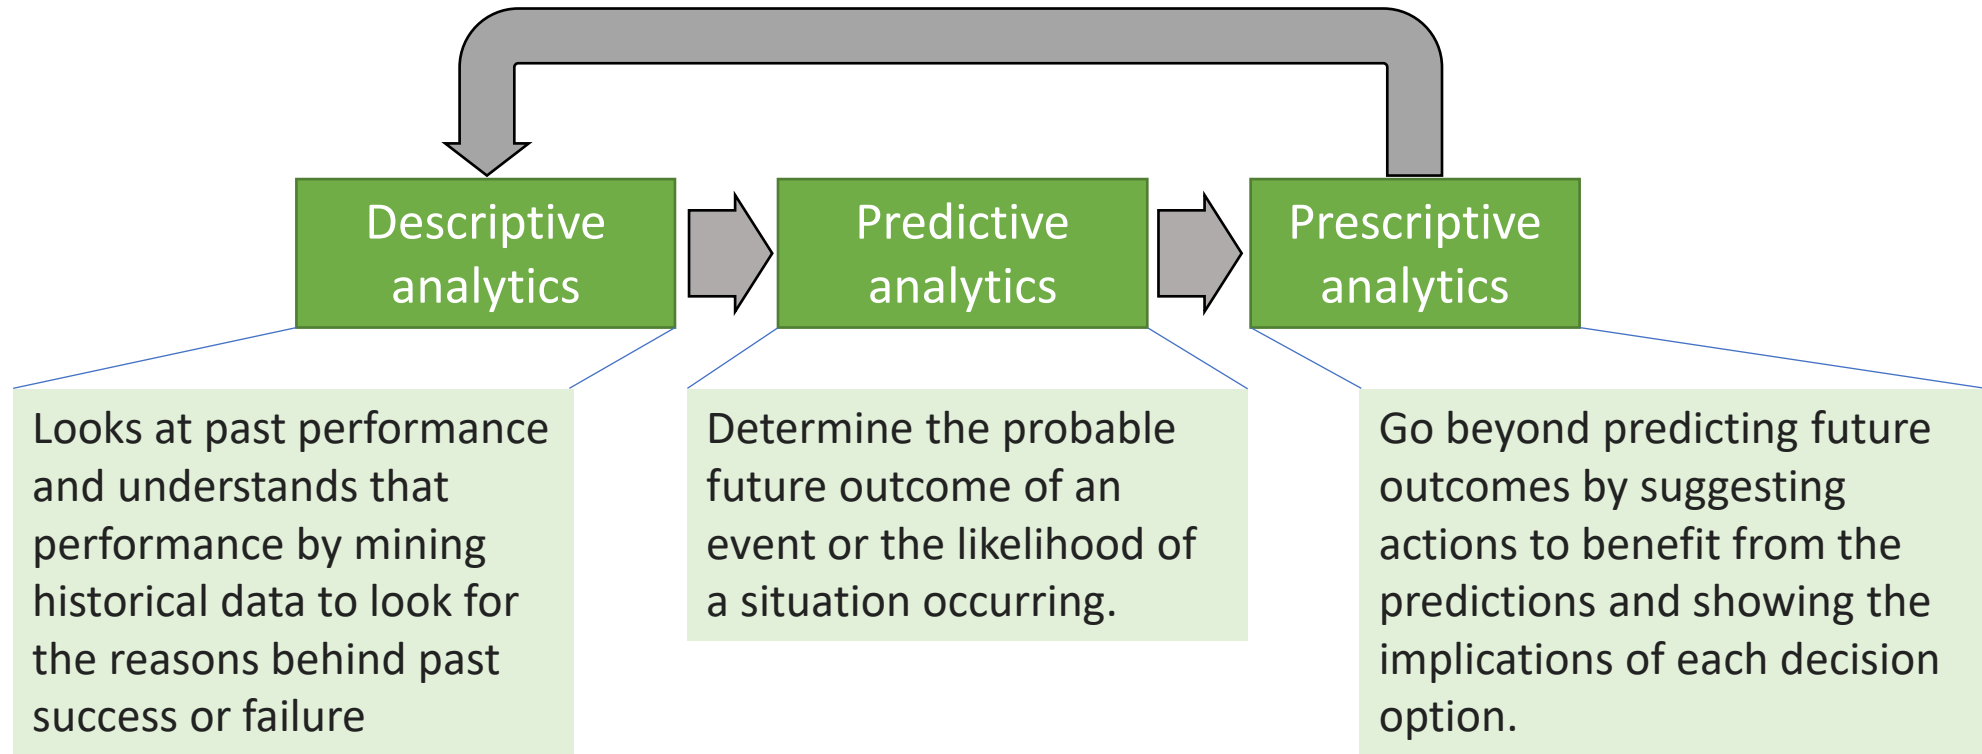 Descriptive
analytics
Predictive
analytics
Prescriptive
analytics
Looks at past performance
and understands that
performance by mining
historical data to look for
the reasons behind past
success or failure
Determine the probable
future outcome of an
event or the likelihood of
a situation occurring.
Go beyond predicting future
outcomes by suggesting
actions to benefit from the
predictions and showing the
implications of each decision
option.